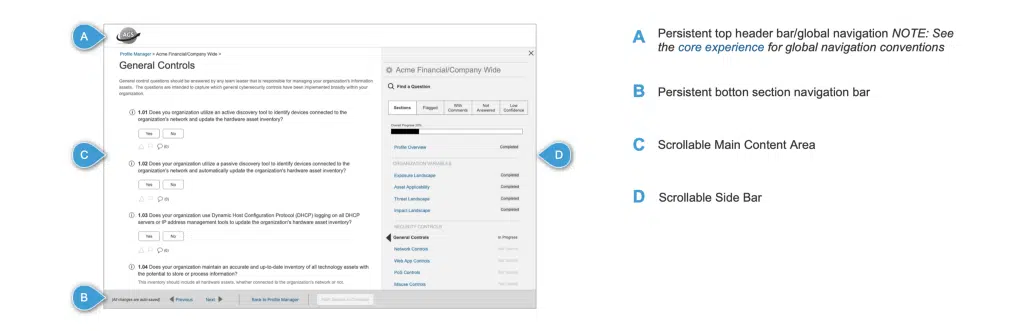 A
AGS
Profile Manager > Acme Financial/Company Wide >
General Controls
General control questions should be answered by any team leader that is responsible for managing your organization's information
assets. The questions are intended to capture which general cybersecurity controls have been implemented broadly within your
organization.
1.01 Does you organization utilize an active discovery tool to identify devices connected to the
organization's network and update the hardware asset inventory?
Yes No
1.02 Does your organization utilize a passive discovery tool to identify devices connected to the
organization's network and automatically update the organization's hardware asset inventory?
Yes No
1.03 Does your organization use Dynamic Host Configuration Protocol (DHCP) logging on all DHCP
servers or IP address management tools to update the organization's hardware asset inventory?
Yes No
1.04 Does your organization maintain an accurate and up-to-date inventory of all technology assets with
the potential to store or process information?
This inventory should include all hardware assets, whether connected to the organization's network or not.
C
Acme Financial/Company Wide
Find a Question
Sections
Flagged
With
Comments
Not
Answered
Low
Confidence
Profile Overview Completed
ORGANIZATION VARIABLES
Exposure Landscape Completed
Asset Applicability Completed
Threat Landscape Completed
Impact Landscape Completed
SECURITY CONTROLS
General Controls In Progress
Network Controls
Web App Controls
PoS Controls
Mouse Controls
D
B
(All changes are auto saved) Previous Next Save to Profile Manager
A Persistent top header bar/global navigation NOTE: See
the core experience for global navigation conventions
B Persistent botton section navigation bar
C Scrollable Main Content Area
D Scrollable Side Bar